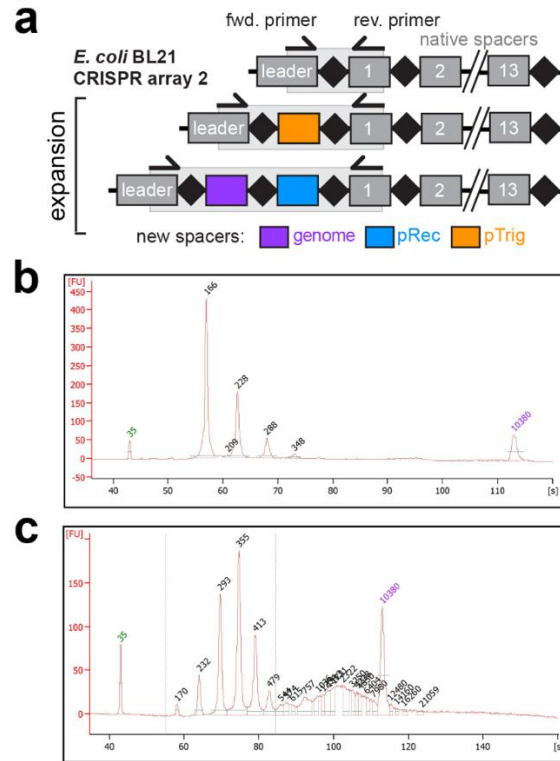 a
fwd. primer rev. primer
E. coli BL21
CRISPR array 2
native spacers
leader 1 2 13
expansion
leader 1 2 13
leader 1 2 13
new spacers: genome pRec pTrig
b
[FU]
450
400
350
300
250
200
150
100
50
0
-50
35
166
209
228
288
348
10380
40 50 60 70 80 90 100 110 [s]
c
[FU]
150
100
50
0
35
170
232
293
355
413
479
757
2322
10380
12480
14160
16260
21059
40 60 80 100 120 140 [s]